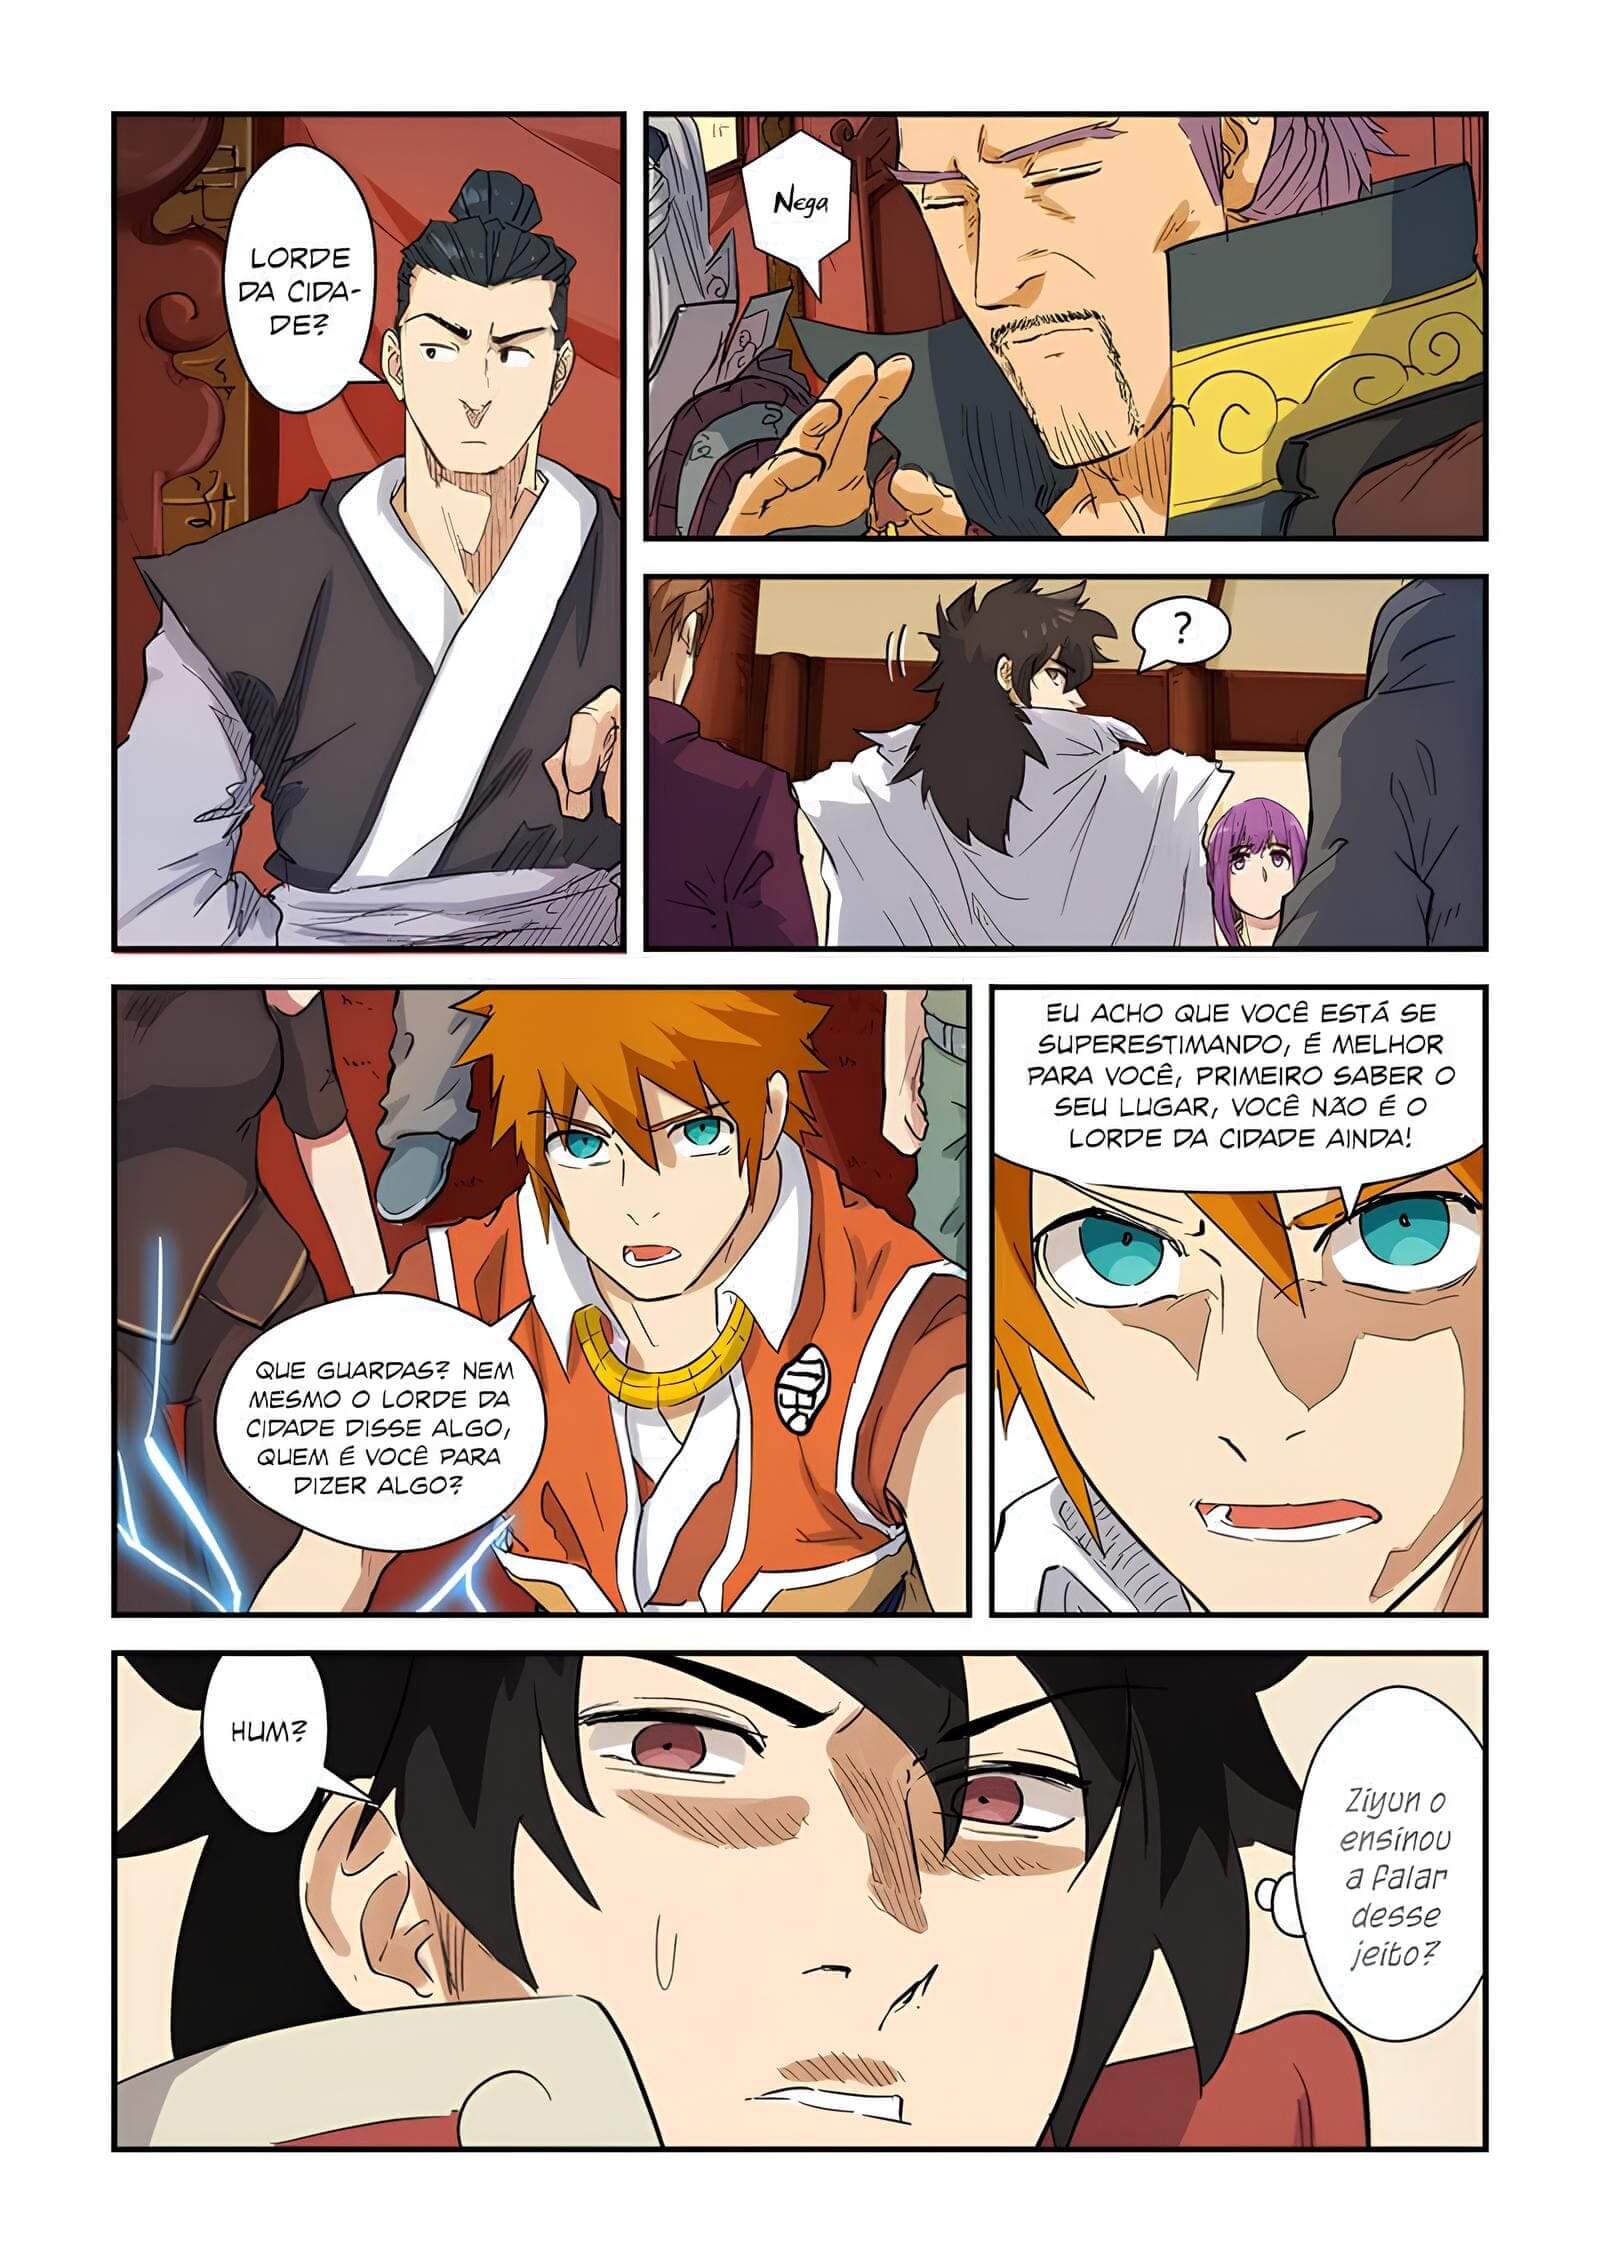 LORDE
DA CIDA-
DE?
Nega
?
QUE GUARDAS? NEM
MESMO O LORDE DA
CIDADE DISSE ALGO,
QUEM É VOCÊ PARA
DIZER ALGO?
EU ACHO QUE VOCÊ ESTÁ SE
SUPERESTIMANDO, É MELHOR
PARA VOCÊ, PRIMEIRO SABER O
SEU LUGAR, VOCÊ NÃO É O
LORDE DA CIDADE AINDA!
HUM?
Ziyun o
ensinou
a falar
desse
jeito?